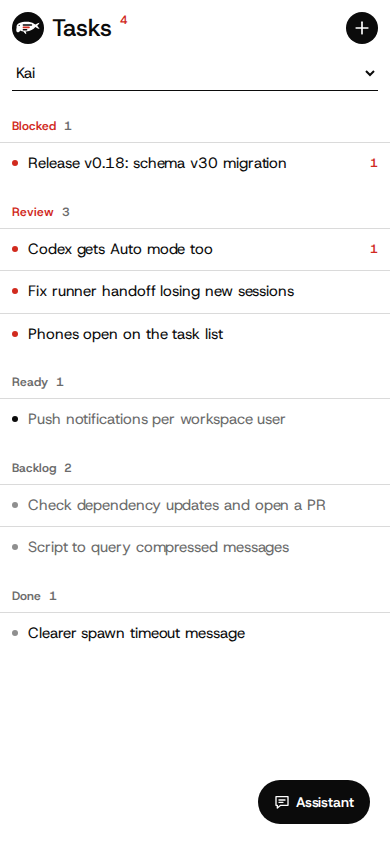 Tasks 4
Kai
Blocked 1
Release v0.18: schema v30 migration 1
Review 3
Codex gets Auto mode too 1
Fix runner handoff losing new sessions
Phones open on the task list
Ready 1
Push notifications per workspace user
Backlog 2
Check dependency updates and open a PR
Script to query compressed messages
Done 1
Clearer spawn timeout message
Assistant